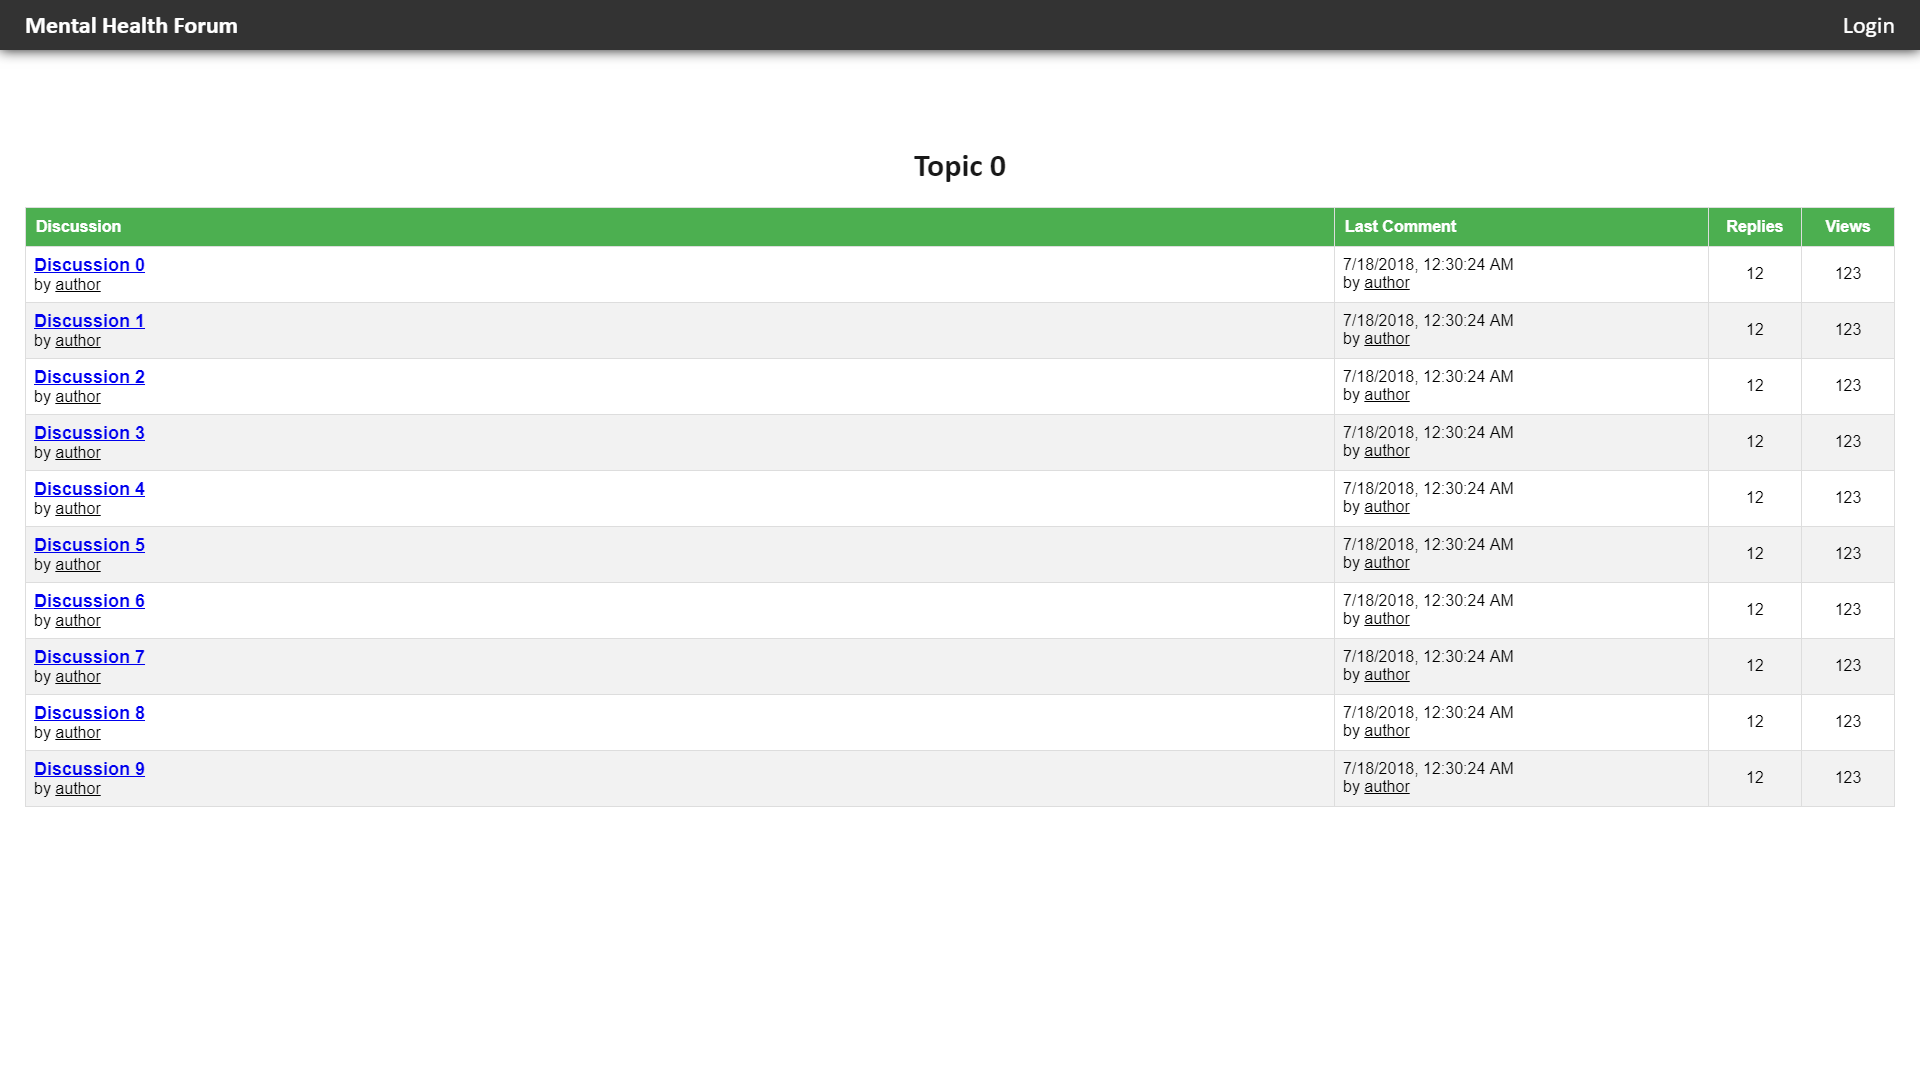 Mental Health Forum Login
Topic 0
Discussion Last Comment Replies Views
Discussion 0 7/18/2018, 12:30:24 AM 12 123
by author by author
Discussion 1 7/18/2018, 12:30:24 AM 12 123
by author by author
Discussion 2 7/18/2018, 12:30:24 AM 12 123
by author by author
Discussion 3 7/18/2018, 12:30:24 AM 12 123
by author by author
Discussion 4 7/18/2018, 12:30:24 AM 12 123
by author by author
Discussion 5 7/18/2018, 12:30:24 AM 12 123
by author by author
Discussion 6 7/18/2018, 12:30:24 AM 12 123
by author by author
Discussion 7 7/18/2018, 12:30:24 AM 12 123
by author by author
Discussion 8 7/18/2018, 12:30:24 AM 12 123
by author by author
Discussion 9 7/18/2018, 12:30:24 AM 12 123
by author by author